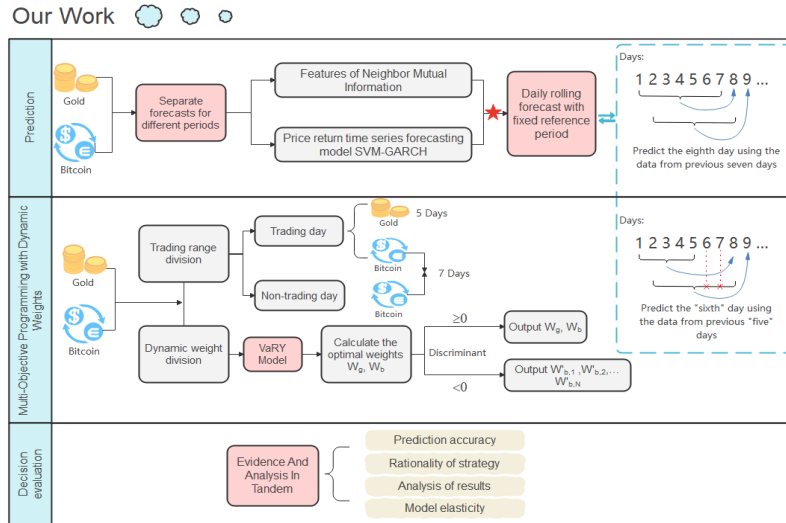 Our Work
Prediction
Gold
Bitcoin
Separate
forecasts for
different periods
Features of Neighbor Mutual
Information
Price return time series forecasting
model SVM-GARCH
Daily rolling
forecast with
fixed reference
period
Days:
1 2 3 4 5 6 7 8 9 ...
Predict the eighth day using the
data from previous seven days
Multi-Objective Programming with Dynamic
Weights
Gold
Bitcoin
Trading range
division
Trading day
Non-trading day
Gold
5 Days
Bitcoin
7 Days
Bitcoin
Dynamic weight
division
VaRY
Model
Calculate the
optimal weights
Wg, Wb
≥0
Discriminant
<0
Output Wg, Wb
Output W'b,1 ,W'b,2,...
W'b,N
Days:
1 2 3 4 5 6 7 8 9 ...
Predict the "sixth" day using
the data from previous "five"
days
Decision
evaluation
Evidence And
Analysis In
Tandem
Prediction accuracy
Rationality of strategy
Analysis of results
Model elasticity